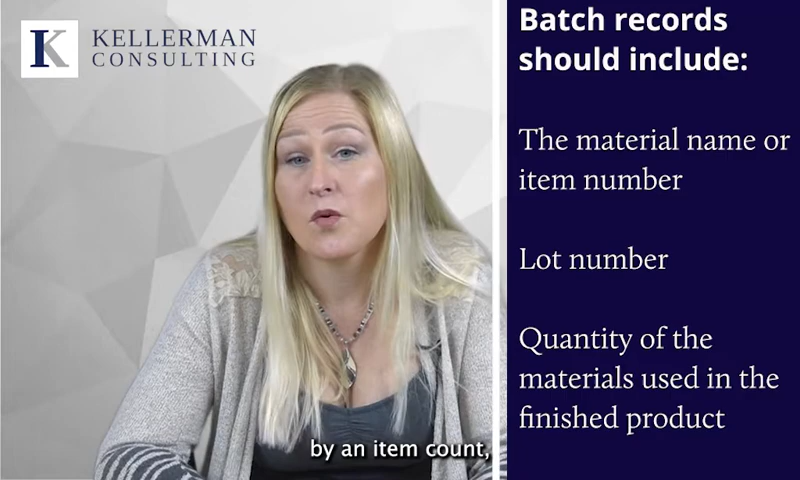 KELLERMAN
CONSULTING
Batch records
should include:
The material name or
item number
Lot number
Quantity of the
materials used in the
finished product
by an item count,